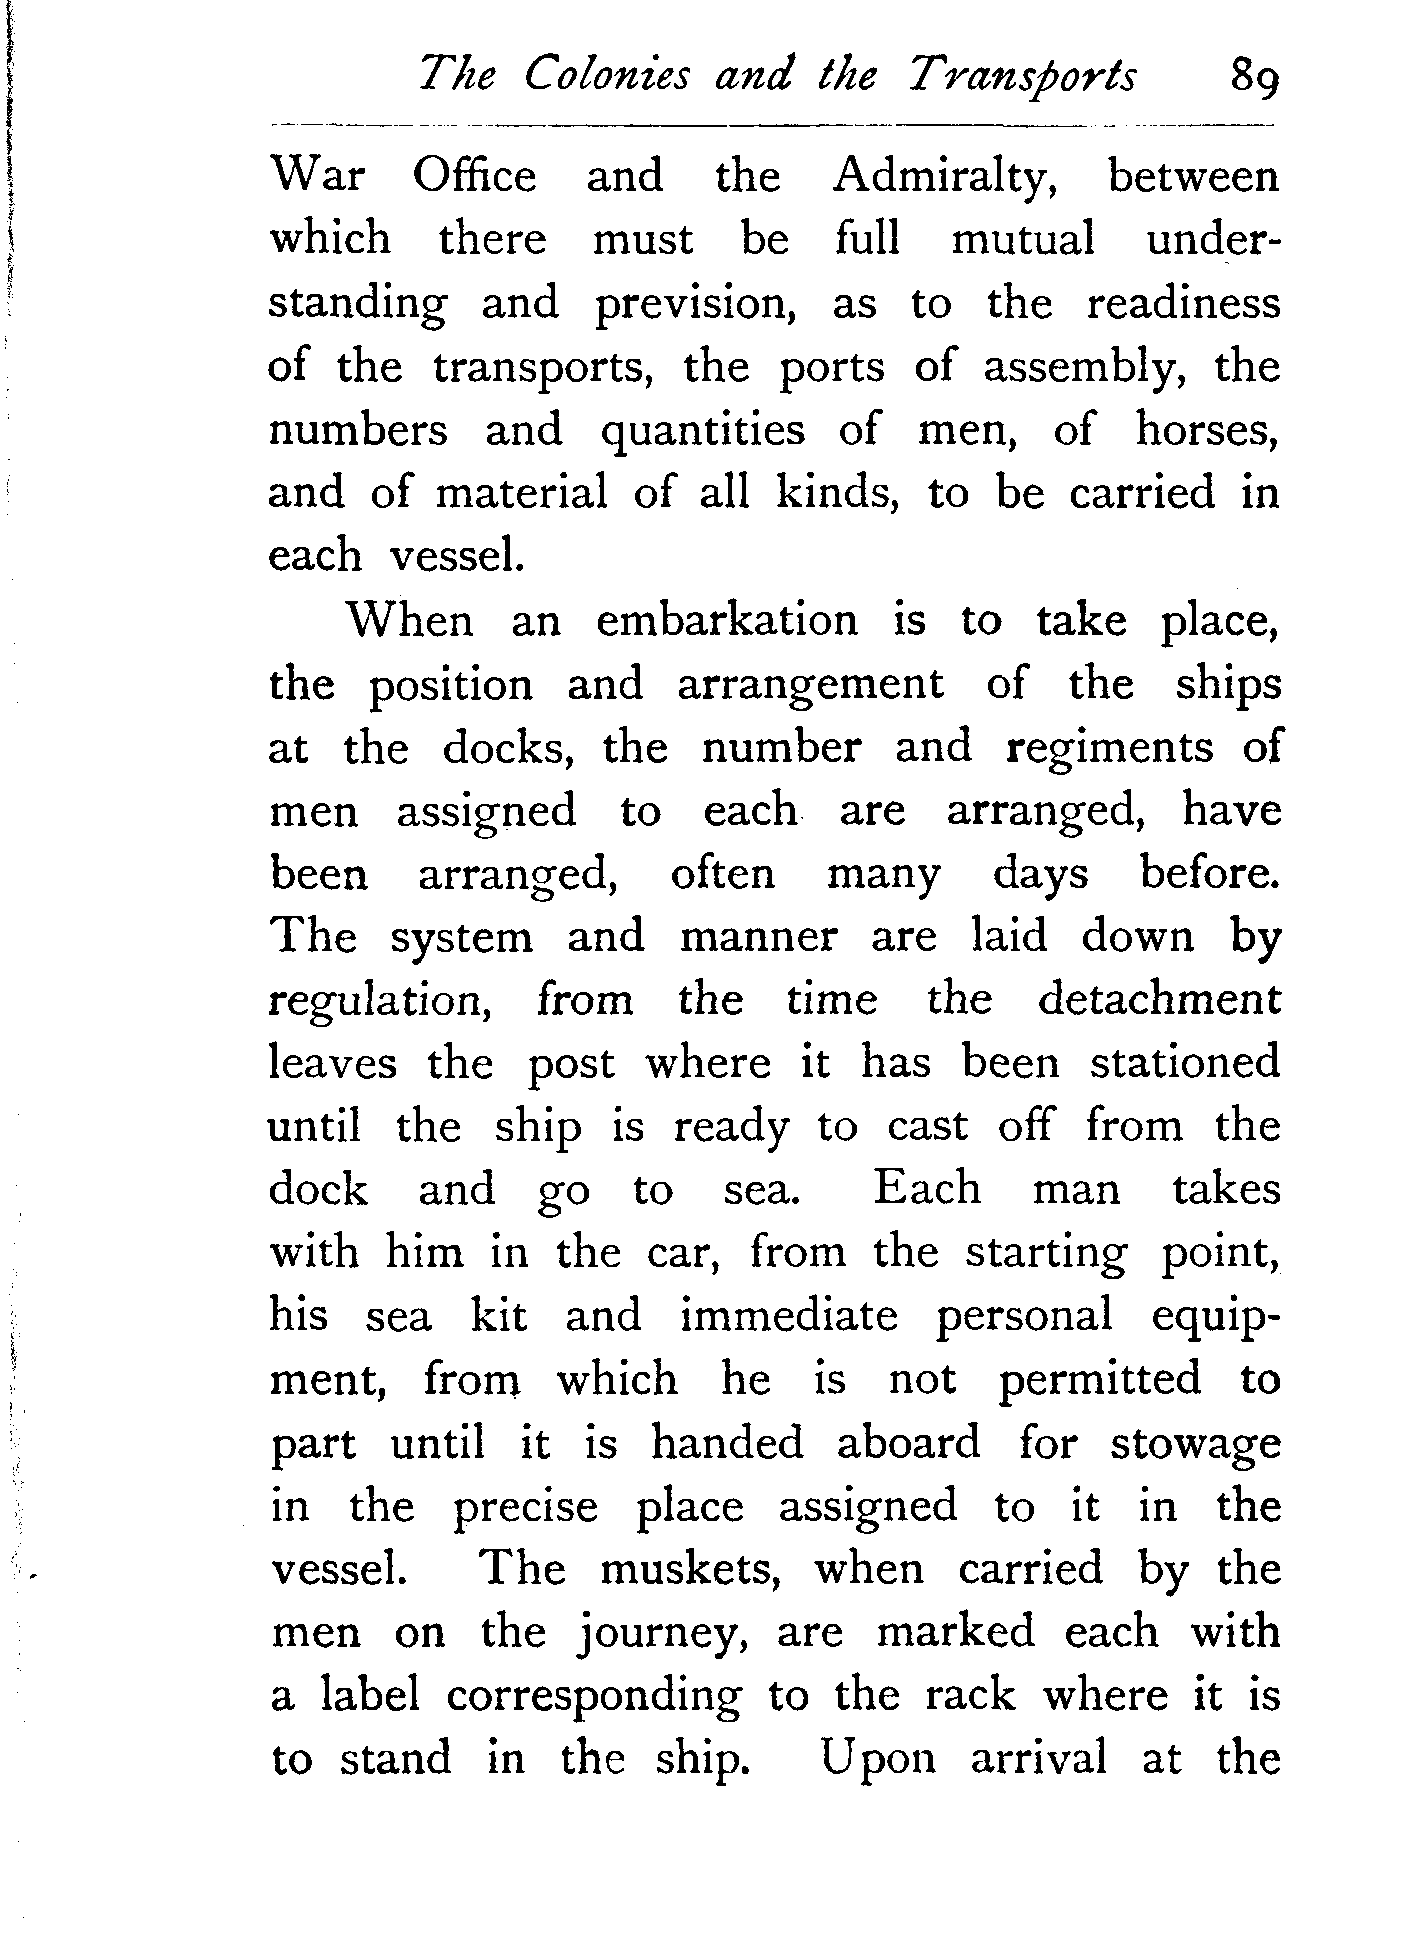 The Colonies and the Transports 89
War Office and the Admiralty, between
which there must be full mutual under-
standing and prevision, as to the readiness
of the transports, the ports of assembly, the
numbers and quantities of men, of horses,
and of material of all kinds, to be carried in
each vessel.
When an embarkation is to take place,
the position and arrangement of the ships
at the docks, the number and regiments of
men assigned to each are arranged, have
been arranged, often many days before.
The system and manner are laid down by
regulation, from the time the detachment
leaves the post where it has been stationed
until the ship is ready to cast off from the
dock and go to sea. Each man takes
with him in the car, from the starting point,
his sea kit and immediate personal equip-
ment, from which he is not permitted to
part until it is handed aboard for stowage
in the precise place assigned to it in the
vessel. The muskets, when carried by the
men on the journey, are marked each with
a label corresponding to the rack where it is
to stand in the ship. Upon arrival at the